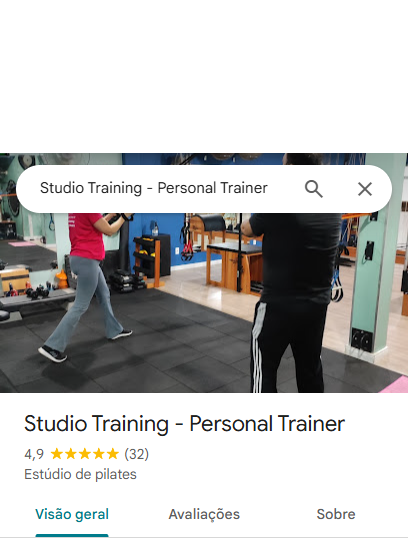 Studio Training - Personal Trainer
Studio Training - Personal Trainer
4,9 ★★★★★ (32)
Estúdio de pilates
Visão geral Avaliações Sobre